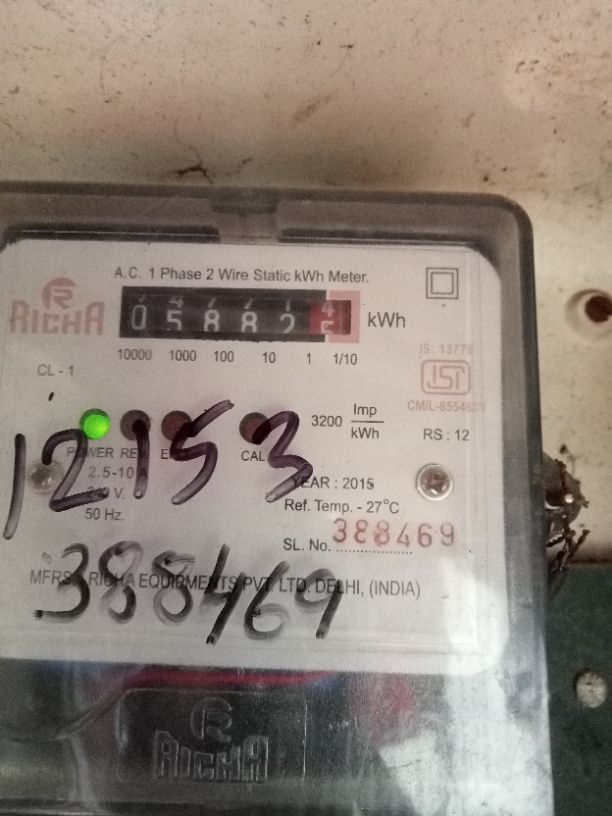 A.C. 1 Phase 2 Wire Static kWh Meter.
RICHA
05882
kWh
10000 1000 100 10 1 1/10
CL - 1
IS : 13779
ISI
3200 Imp/kWh
RS : 12
POWER REV. CAL
12153
2.5-10 A
YEAR : 2015
240 V.
Ref. Temp. - 27°C
50 Hz.
SL. No. 388469
MFRS. RICHA EQUIPMENTS PVT. LTD. DELHI, (INDIA)
388469
RICHA